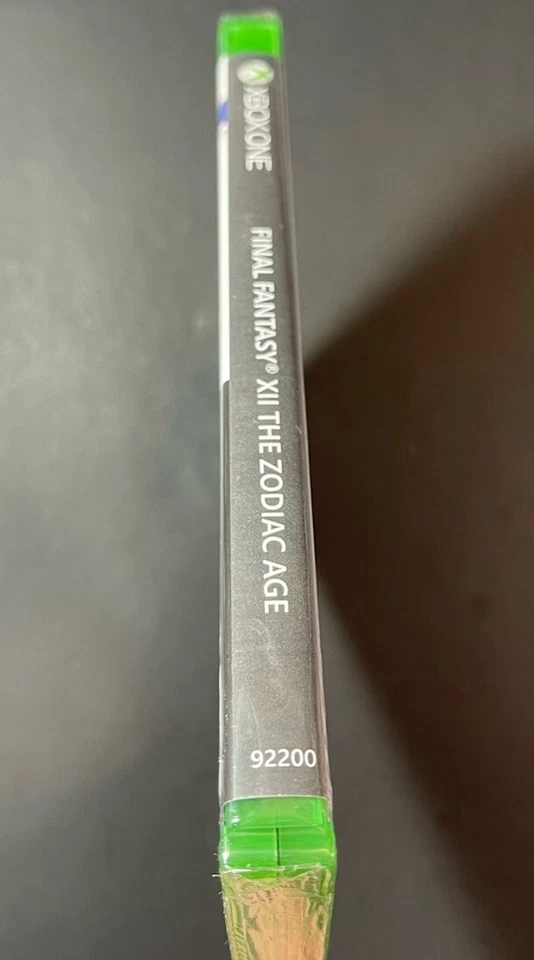 XBOX ONE
FINAL FANTASY® XII THE ZODIAC AGE
92200